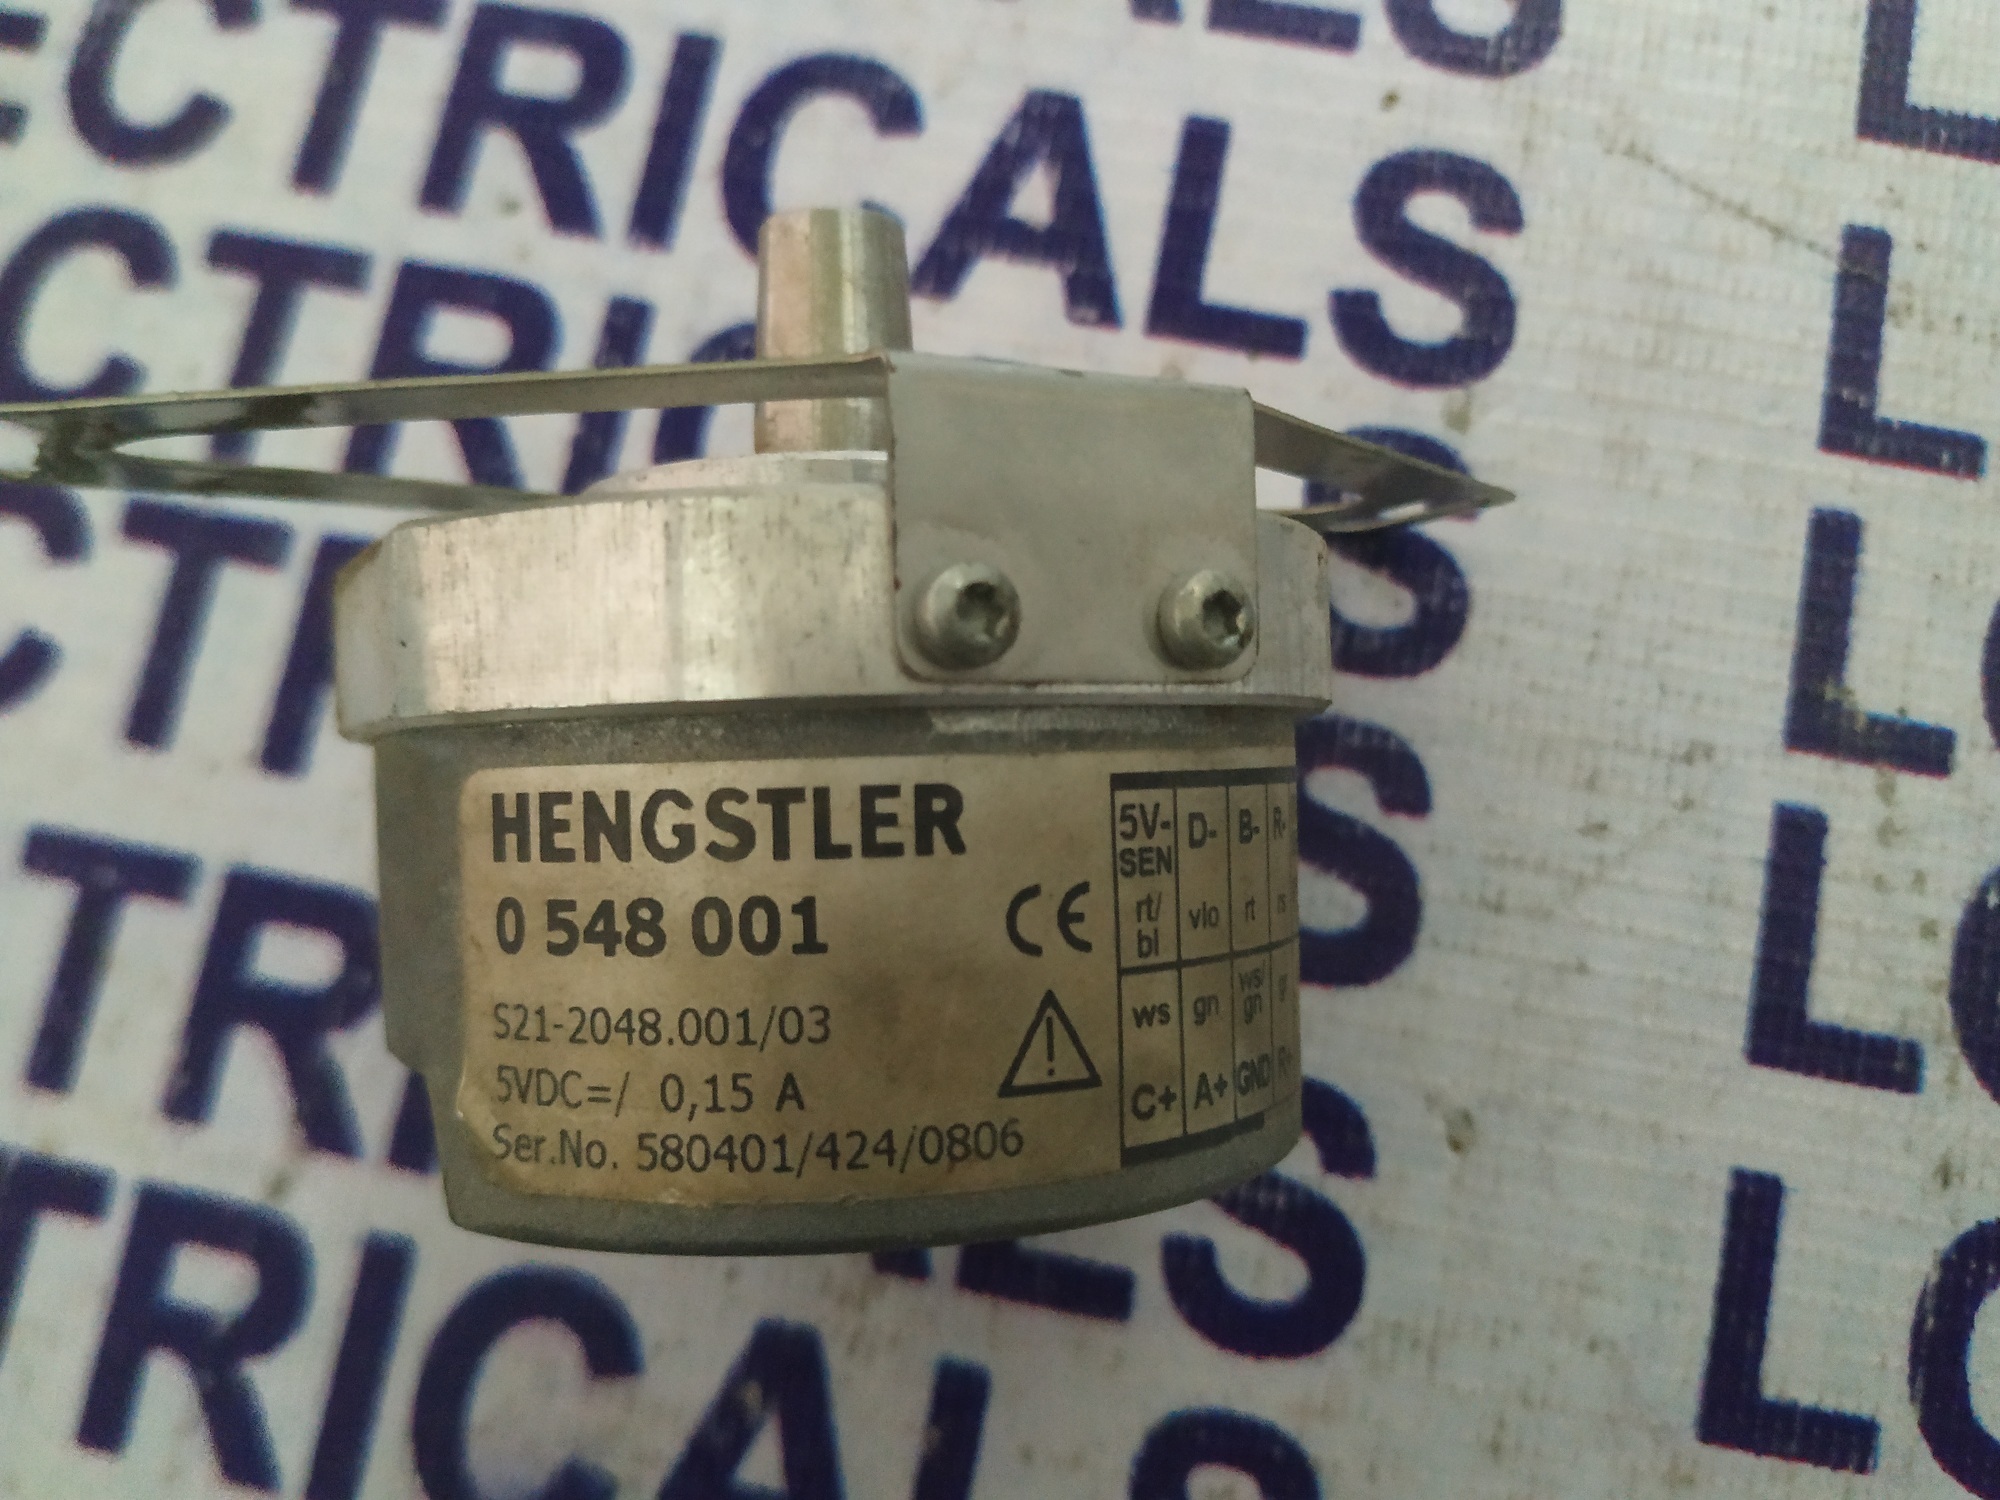 ECTRICALS
CTRIC
HENGSTLER
0 548 001
CE
S21-2048.001/03
5VDC=/ 0,15 A
Ser.No. 580401/424/0806
5V-SEN D- B- R-
rt/bl vio rt
ws gn ws/gn
C+ A+ GND R+
TRICALS